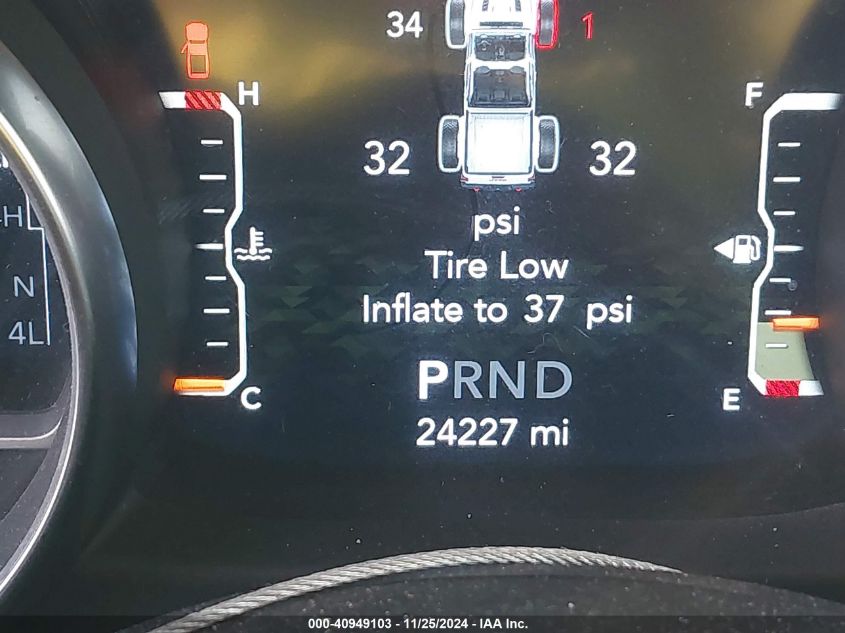 34 1
H F
32 32
psi
H
Tire Low
N
Inflate to 37 psi
4L
PRND
C E
24227 mi
000-40949103 - 11/25/2024 - IAA Inc.